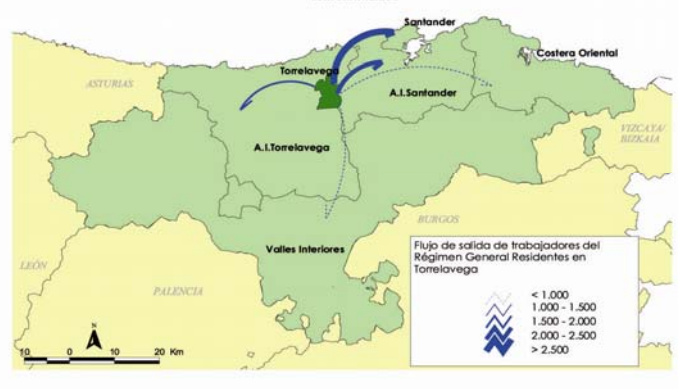 Santander
Costera Oriental
Torrelavega
ASTURIAS
A.I.Santander
VIZCAYA/
BIZKAIA
A.I.Torrelavega
BURGOS
Valles Interiores
LEÓN
PALENCIA
Flujo de salida de trabajadores del
Régimen General Residentes en
Torrelavega
< 1.000
1.000 - 1.500
1.500 - 2.000
2.000 - 2.500
> 2.500
N
10 0 10 20 Km